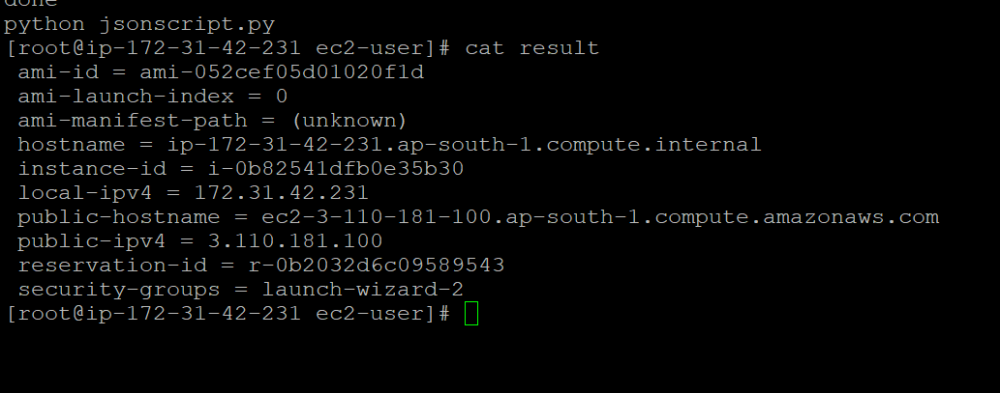 done
python jsonscript.py
[root@ip-172-31-42-231 ec2-user]# cat result
 ami-id = ami-052cef05d01020f1d
 ami-launch-index = 0
 ami-manifest-path = (unknown)
 hostname = ip-172-31-42-231.ap-south-1.compute.internal
 instance-id = i-0b82541dfb0e35b30
 local-ipv4 = 172.31.42.231
 public-hostname = ec2-3-110-181-100.ap-south-1.compute.amazonaws.com
 public-ipv4 = 3.110.181.100
 reservation-id = r-0b2032d6c09589543
 security-groups = launch-wizard-2
[root@ip-172-31-42-231 ec2-user]#